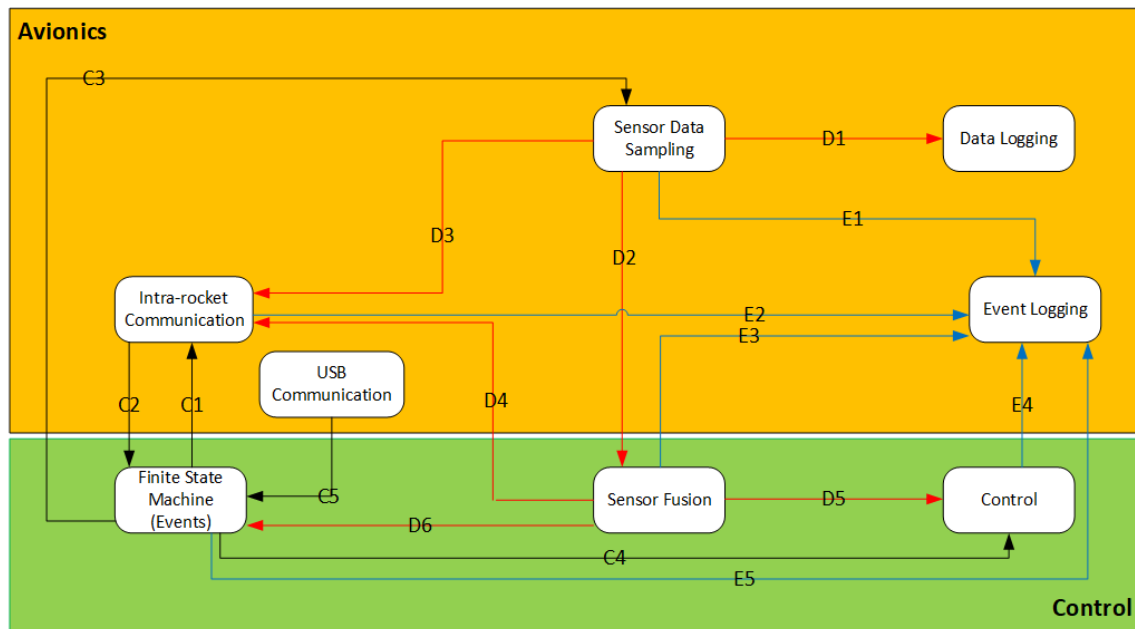 Avionics
C3
Sensor Data
Sampling
D1
Data Logging
E1
D3
D2
Intra-rocket
Communication
E2
Event Logging
E3
USB
Communication
C2
C1
D4
E4
Finite State
Machine
(Events)
C5
Sensor Fusion
D5
Control
D6
C4
E5
Control